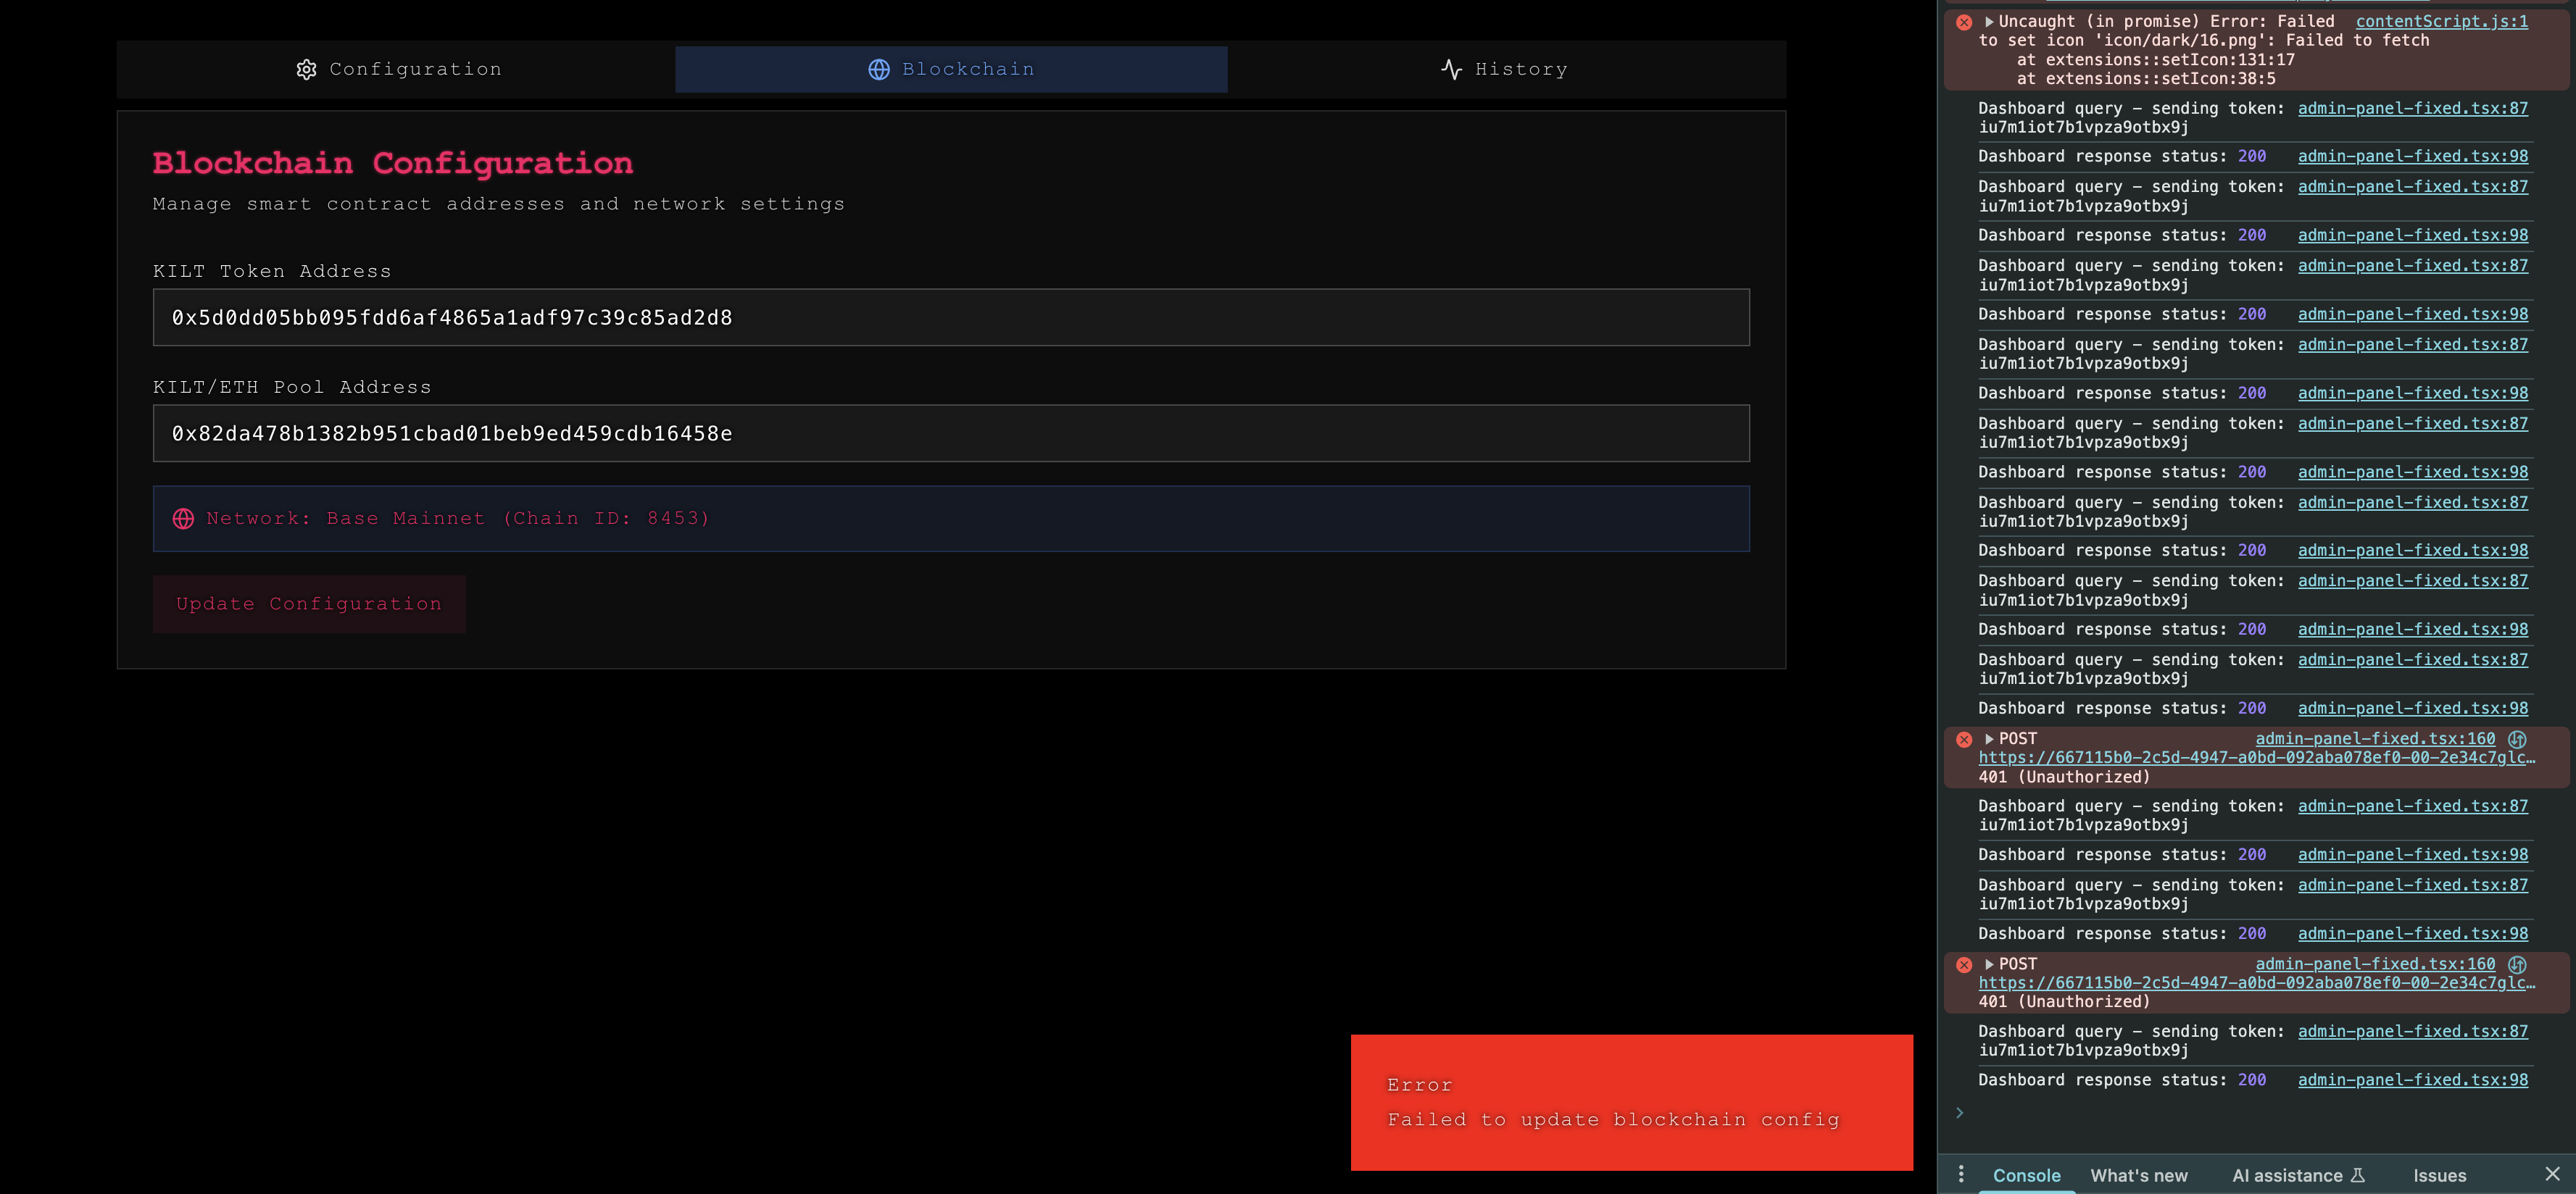 Configuration
Blockchain
History
Blockchain Configuration
Manage smart contract addresses and network settings
KILT Token Address
0x5d0dd05bb095fdd6af4865a1adf97c39c85ad2d8
KILT/ETH Pool Address
0x82da478b1382b951cbad01beb9ed459cdb16458e
Network: Base Mainnet (Chain ID: 8453)
Update Configuration
Error
Failed to update blockchain config
Uncaught (in promise) Error: Failed contentScript.js:1
to set icon 'icon/dark/16.png': Failed to fetch
at extensions::setIcon:131:17
at extensions::setIcon:38:5
Dashboard query – sending token: admin-panel-fixed.tsx:87
iu7m1iot7b1vpza9otbx9j
Dashboard response status: 200 admin-panel-fixed.tsx:98
Dashboard query – sending token: admin-panel-fixed.tsx:87
iu7m1iot7b1vpza9otbx9j
Dashboard response status: 200 admin-panel-fixed.tsx:98
Dashboard query – sending token: admin-panel-fixed.tsx:87
iu7m1iot7b1vpza9otbx9j
Dashboard response status: 200 admin-panel-fixed.tsx:98
Dashboard query – sending token: admin-panel-fixed.tsx:87
iu7m1iot7b1vpza9otbx9j
Dashboard response status: 200 admin-panel-fixed.tsx:98
Dashboard query – sending token: admin-panel-fixed.tsx:87
iu7m1iot7b1vpza9otbx9j
Dashboard response status: 200 admin-panel-fixed.tsx:98
Dashboard query – sending token: admin-panel-fixed.tsx:87
iu7m1iot7b1vpza9otbx9j
Dashboard response status: 200 admin-panel-fixed.tsx:98
Dashboard query – sending token: admin-panel-fixed.tsx:87
iu7m1iot7b1vpza9otbx9j
Dashboard response status: 200 admin-panel-fixed.tsx:98
Dashboard query – sending token: admin-panel-fixed.tsx:87
iu7m1iot7b1vpza9otbx9j
Dashboard response status: 200 admin-panel-fixed.tsx:98
POST admin-panel-fixed.tsx:160
https://667115b0-2c5d-4947-a0bd-092aba078ef0-00-2e34c7glc…
401 (Unauthorized)
Dashboard query – sending token: admin-panel-fixed.tsx:87
iu7m1iot7b1vpza9otbx9j
Dashboard response status: 200 admin-panel-fixed.tsx:98
Dashboard query – sending token: admin-panel-fixed.tsx:87
iu7m1iot7b1vpza9otbx9j
Dashboard response status: 200 admin-panel-fixed.tsx:98
POST admin-panel-fixed.tsx:160
https://667115b0-2c5d-4947-a0bd-092aba078ef0-00-2e34c7glc…
401 (Unauthorized)
Dashboard query – sending token: admin-panel-fixed.tsx:87
iu7m1iot7b1vpza9otbx9j
Dashboard response status: 200 admin-panel-fixed.tsx:98
Console What's new AI assistance Issues